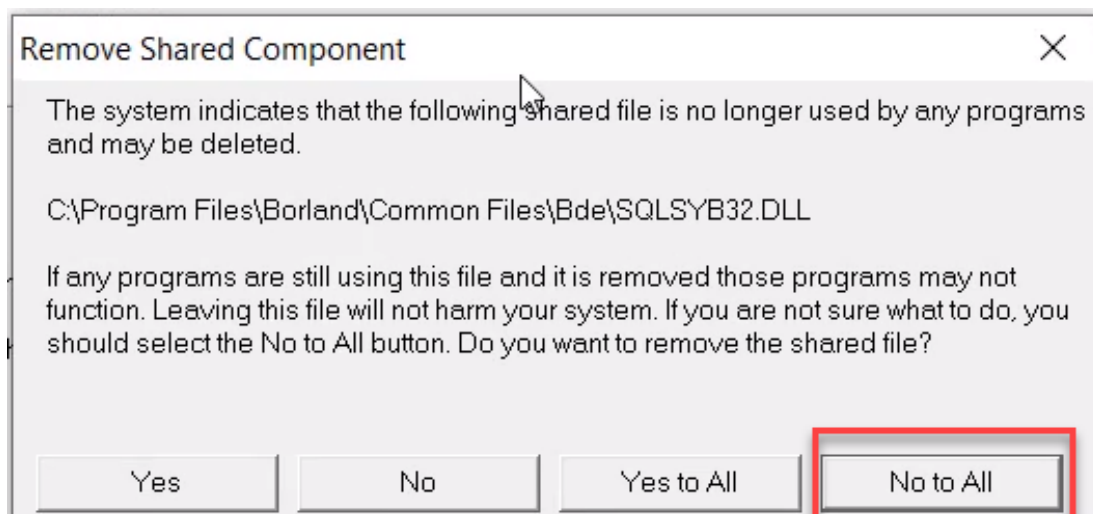 Remove Shared Component
The system indicates that the following shared file is no longer used by any programs
and may be deleted.
C:\Program Files\Borland\Common Files\Bde\SQLSYB32.DLL
If any programs are still using this file and it is removed those programs may not
function. Leaving this file will not harm your system. If you are not sure what to do, you
should select the No to All button. Do you want to remove the shared file?
Yes No Yes to All No to All